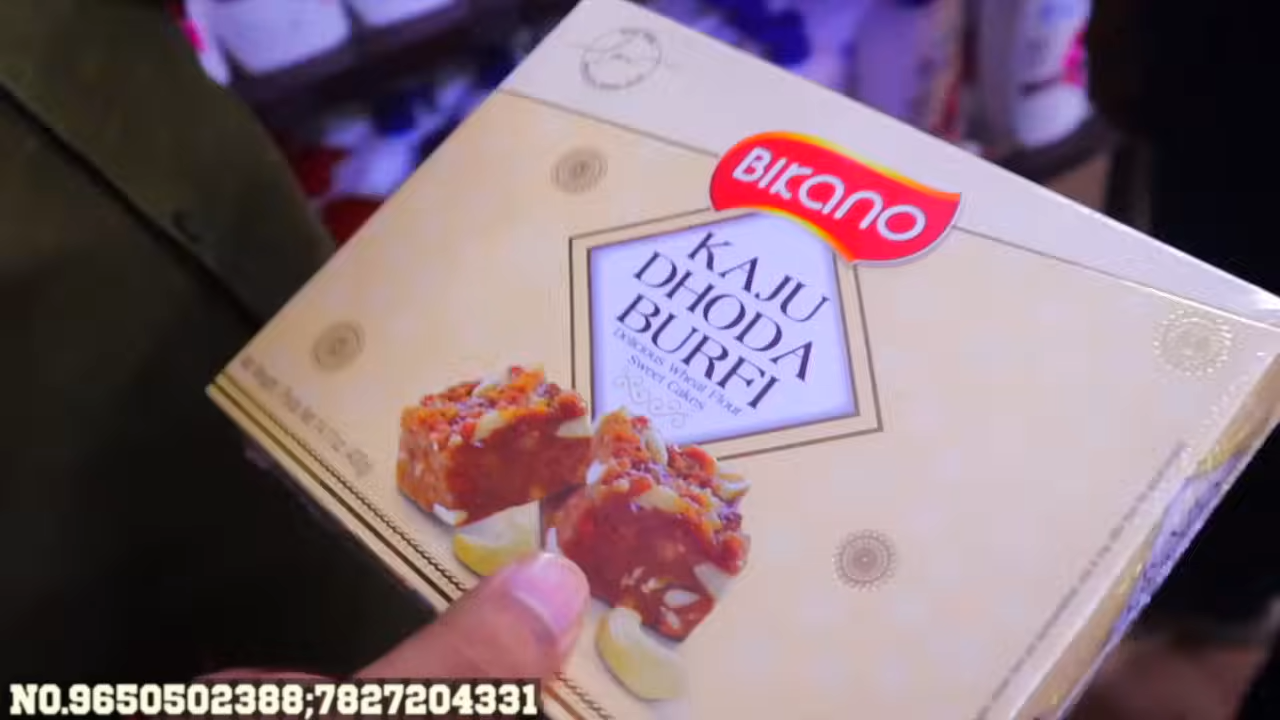 BIKANO
KAJU
DHODA
BURFI
Delicious Wheat Flour
Sweet Cakes
NO.9650502388;7827204331